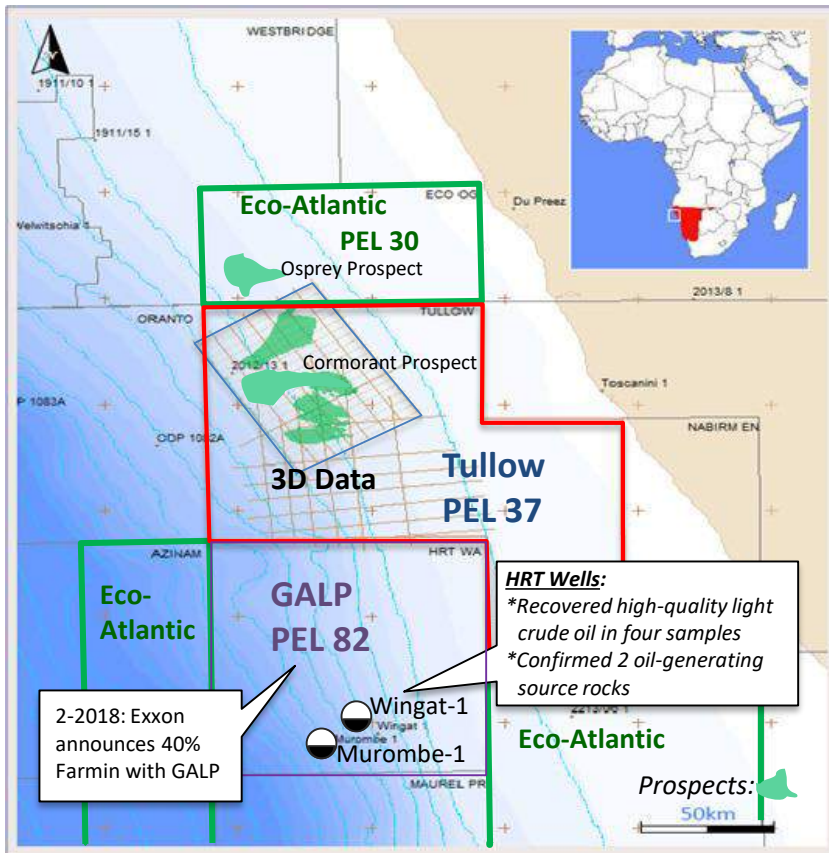 WESTBRIDGE
1911/10 1
1911/15 1
Eco-Atlantic
ECO OG
PEL 30
Du Preez
Welwitschia 1
Osprey Prospect
2013/8 1
ORANTO
TULLOW
2012/13 1
Cormorant Prospect
Toscanini 1
P 1083A
NABIRM EN
CDP 1082A
3D Data
Tullow
PEL 37
AZINAM
HRT WA
Eco-
Atlantic
GALP
PEL 82
HRT Wells:
*Recovered high-quality light
crude oil in four samples
*Confirmed 2 oil-generating
source rocks
2-2018: Exxon
announces 40%
Farmin with GALP
Wingat-1
Wingat 1
Murombe 1
Murombe-1
2213/06 1
Eco-Atlantic
MAUREL PR
Prospects:
50km